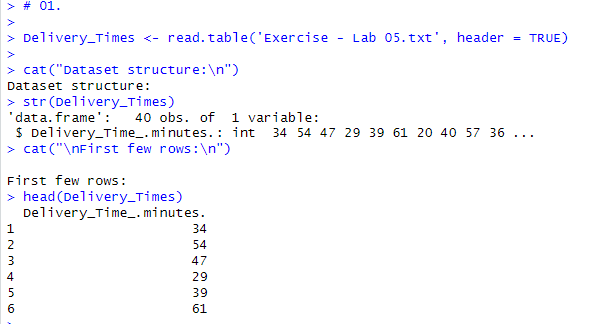 > # 01.
>
> Delivery_Times <- read.table('Exercise - Lab 05.txt', header = TRUE)
>
> cat("Dataset structure:\n")
Dataset structure:
> str(Delivery_Times)
'data.frame':   40 obs. of  1 variable:
 $ Delivery_Time_.minutes.: int  34 54 47 29 39 61 20 40 57 36 ...
> cat("\nFirst few rows:\n")

First few rows:
> head(Delivery_Times)
  Delivery_Time_.minutes.
1                      34
2                      54
3                      47
4                      29
5                      39
6                      61
>